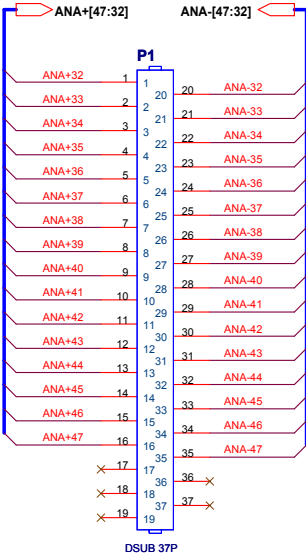 ANA+[47:32] ANA-[47:32]
P1
ANA+32 1 1
20 20 ANA-32
ANA+33 2 2
21 21 ANA-33
ANA+34 3 3
22 22 ANA-34
ANA+35 4 4
23 23 ANA-35
ANA+36 5 5
24 24 ANA-36
ANA+37 6 6
25 25 ANA-37
ANA+38 7 7
26 26 ANA-38
ANA+39 8 8
27 27 ANA-39
ANA+40 9 9
28 28 ANA-40
ANA+41 10 10
29 29 ANA-41
ANA+42 11 11
30 30 ANA-42
ANA+43 12 12
31 31 ANA-43
ANA+44 13 13
32 32 ANA-44
ANA+45 14 14
33 33 ANA-45
ANA+46 15 15
34 34 ANA-46
ANA+47 16 16
35 35 ANA-47
17 17
36 36
18 18
37 37
19 19
DSUB 37P